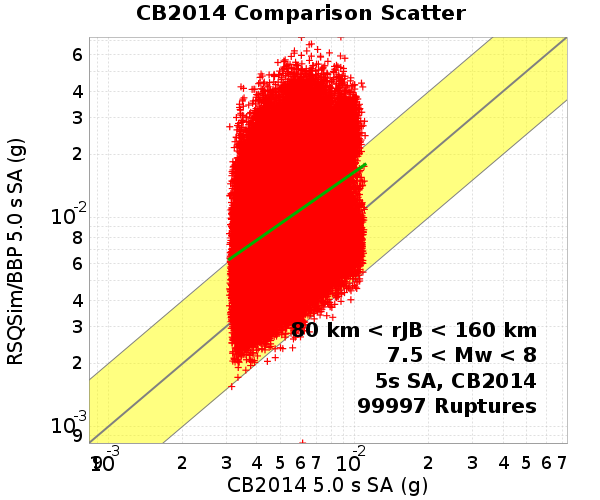 CB2014 Comparison Scatter
RSQSim/BBP 5.0 s SA (g)
6
4
3
2
10-2
8
6
4
3
2
10-3
9
80 km < rJB < 160 km
7.5 < Mw < 8
5s SA, CB2014
99997 Ruptures
9 10-3 2 3 4 5 6 7 10-2 2 3 4 5 6 7
CB2014 5.0 s SA (g)